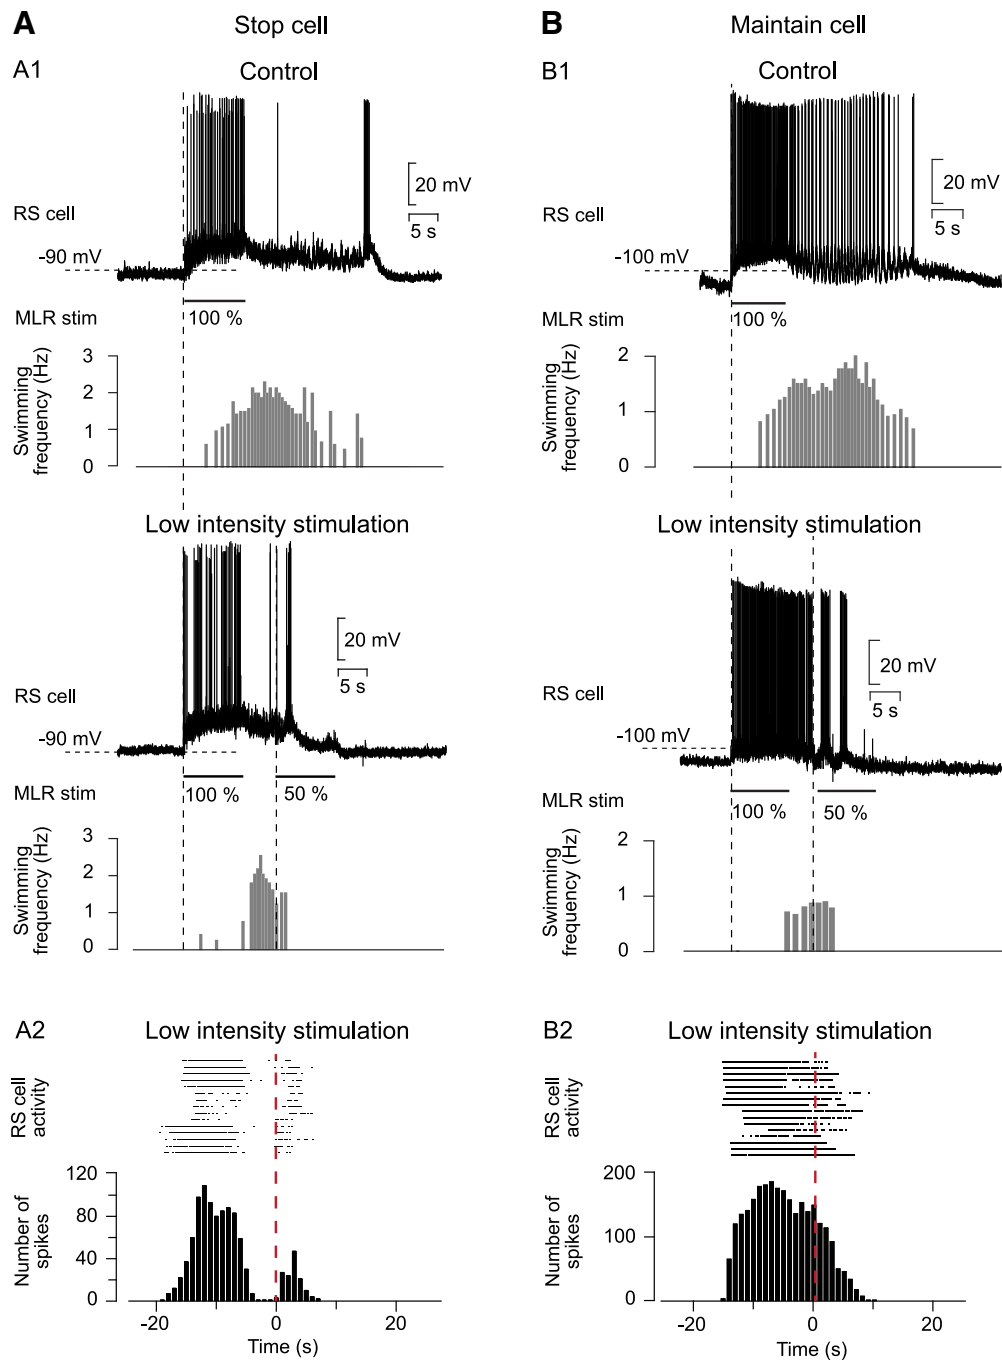 A Stop cell
A1 Control
20 mV
5 s
RS cell
-90 mV
MLR stim 100 %
Swimming
frequency (Hz)
3
2
1
0
Low intensity stimulation
20 mV
5 s
RS cell
-90 mV
MLR stim 100 % 50 %
Swimming
frequency (Hz)
3
2
1
0
A2 Low intensity stimulation
RS cell
activity
Number of
spikes
120
80
40
0
-20 0 20
Time (s)
B Maintain cell
B1 Control
20 mV
5 s
RS cell
-100 mV
MLR stim 100 %
Swimming
frequency (Hz)
2
1
0
Low intensity stimulation
20 mV
5 s
RS cell
-100 mV
MLR stim 100 % 50 %
Swimming
frequency (Hz)
2
1
0
B2 Low intensity stimulation
RS cell
activity
Number of
spikes
200
100
0
-20 0 20
Time (s)